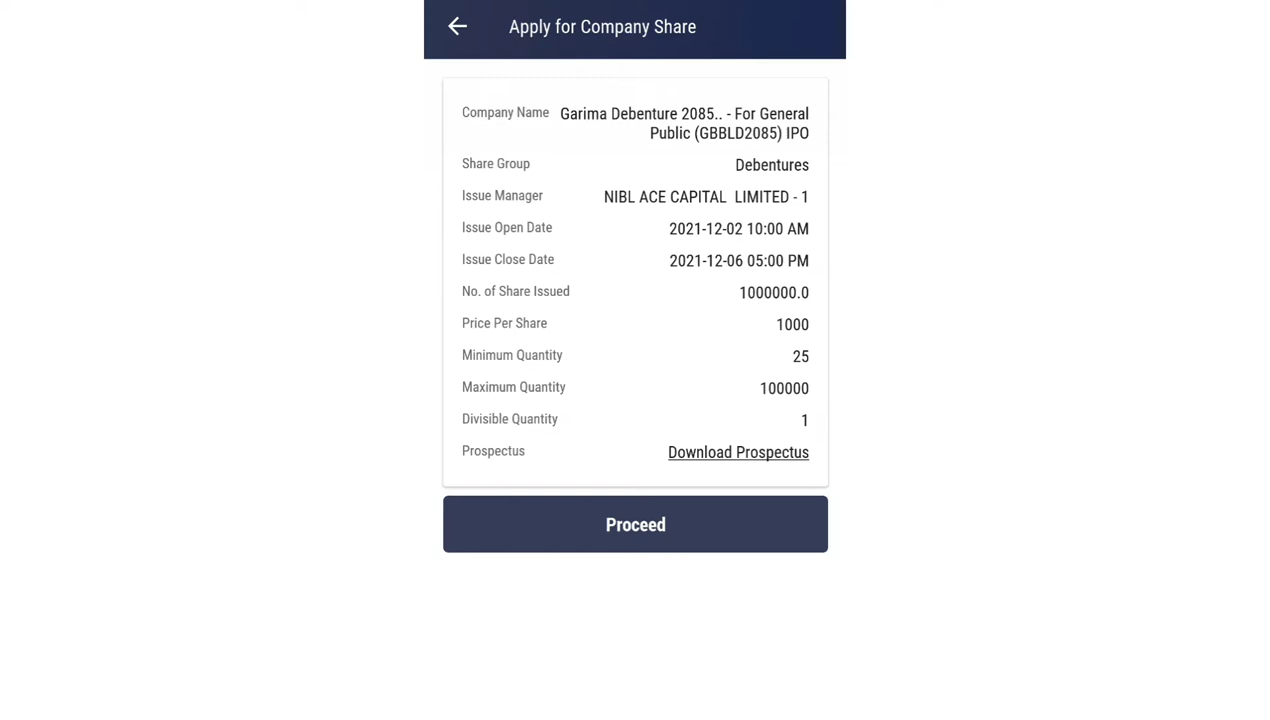 Apply for Company Share
Company Name Garima Debenture 2085.. - For General
Public (GBBLD2085) IPO
Share Group Debentures
Issue Manager NIBL ACE CAPITAL LIMITED - 1
Issue Open Date 2021-12-02 10:00 AM
Issue Close Date 2021-12-06 05:00 PM
No. of Share Issued 1000000.0
Price Per Share 1000
Minimum Quantity 25
Maximum Quantity 100000
Divisible Quantity 1
Prospectus Download Prospectus
Proceed